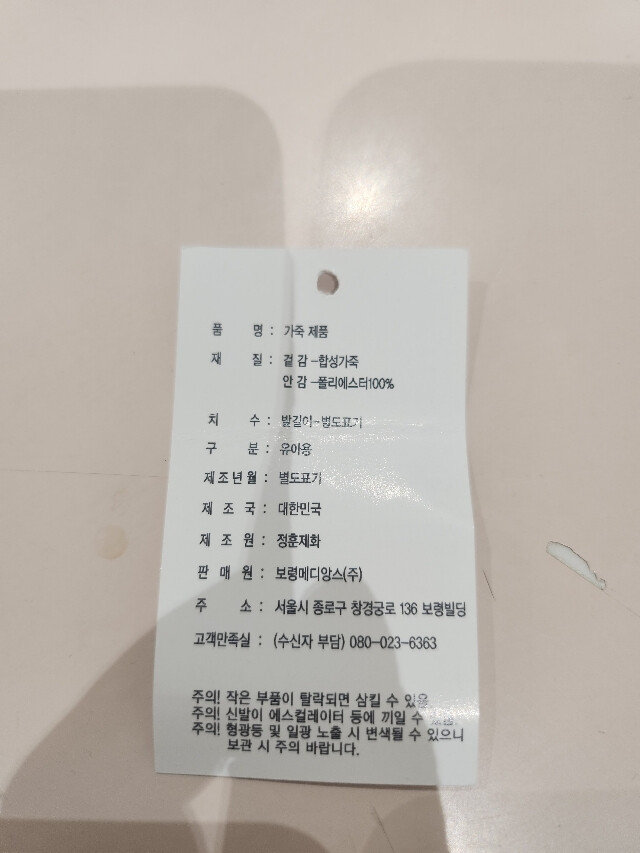 품 명 : 가죽 제품
재 질 : 겉 감 -합성가죽
안 감 -폴리에스터100%
치 수 : 발길이-별도표기
구 분 : 유아용
제조년월 : 별도표기
제 조 국 : 대한민국
제 조 원 : 정훈제화
판 매 원 : 보령메디앙스(주)
주 소 : 서울시 종로구 창경궁로 136 보령빌딩
고객만족실 : (수신자 부담) 080-023-6363
주의! 작은 부품이 탈락되면 삼킬 수 있음
주의! 신발이 에스컬레이터 등에 끼일 수 있음.
주의! 형광등 및 일광 노출 시 변색될 수 있으니
보관 시 주의 바랍니다.